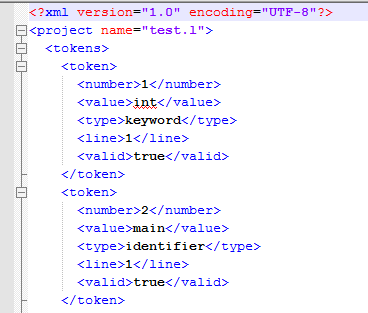 <?xml version="1.0" encoding="UTF-8"?>
<project name="test.l">
<tokens>
<token>
<number>1</number>
<value>int</value>
<type>keyword</type>
<line>1</line>
<valid>true</valid>
</token>
<token>
<number>2</number>
<value>main</value>
<type>identifier</type>
<line>1</line>
<valid>true</valid>
</token>